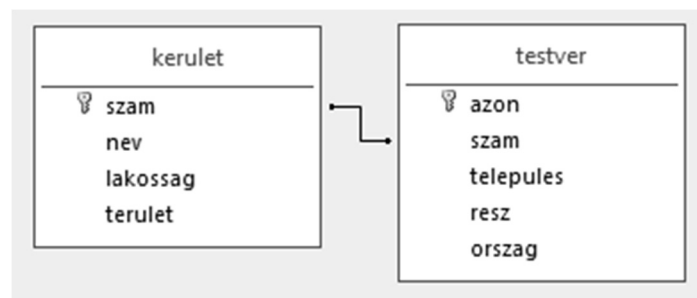 kerulet
szam
nev
lakossag
terulet
testver
azon
szam
telepules
resz
orszag